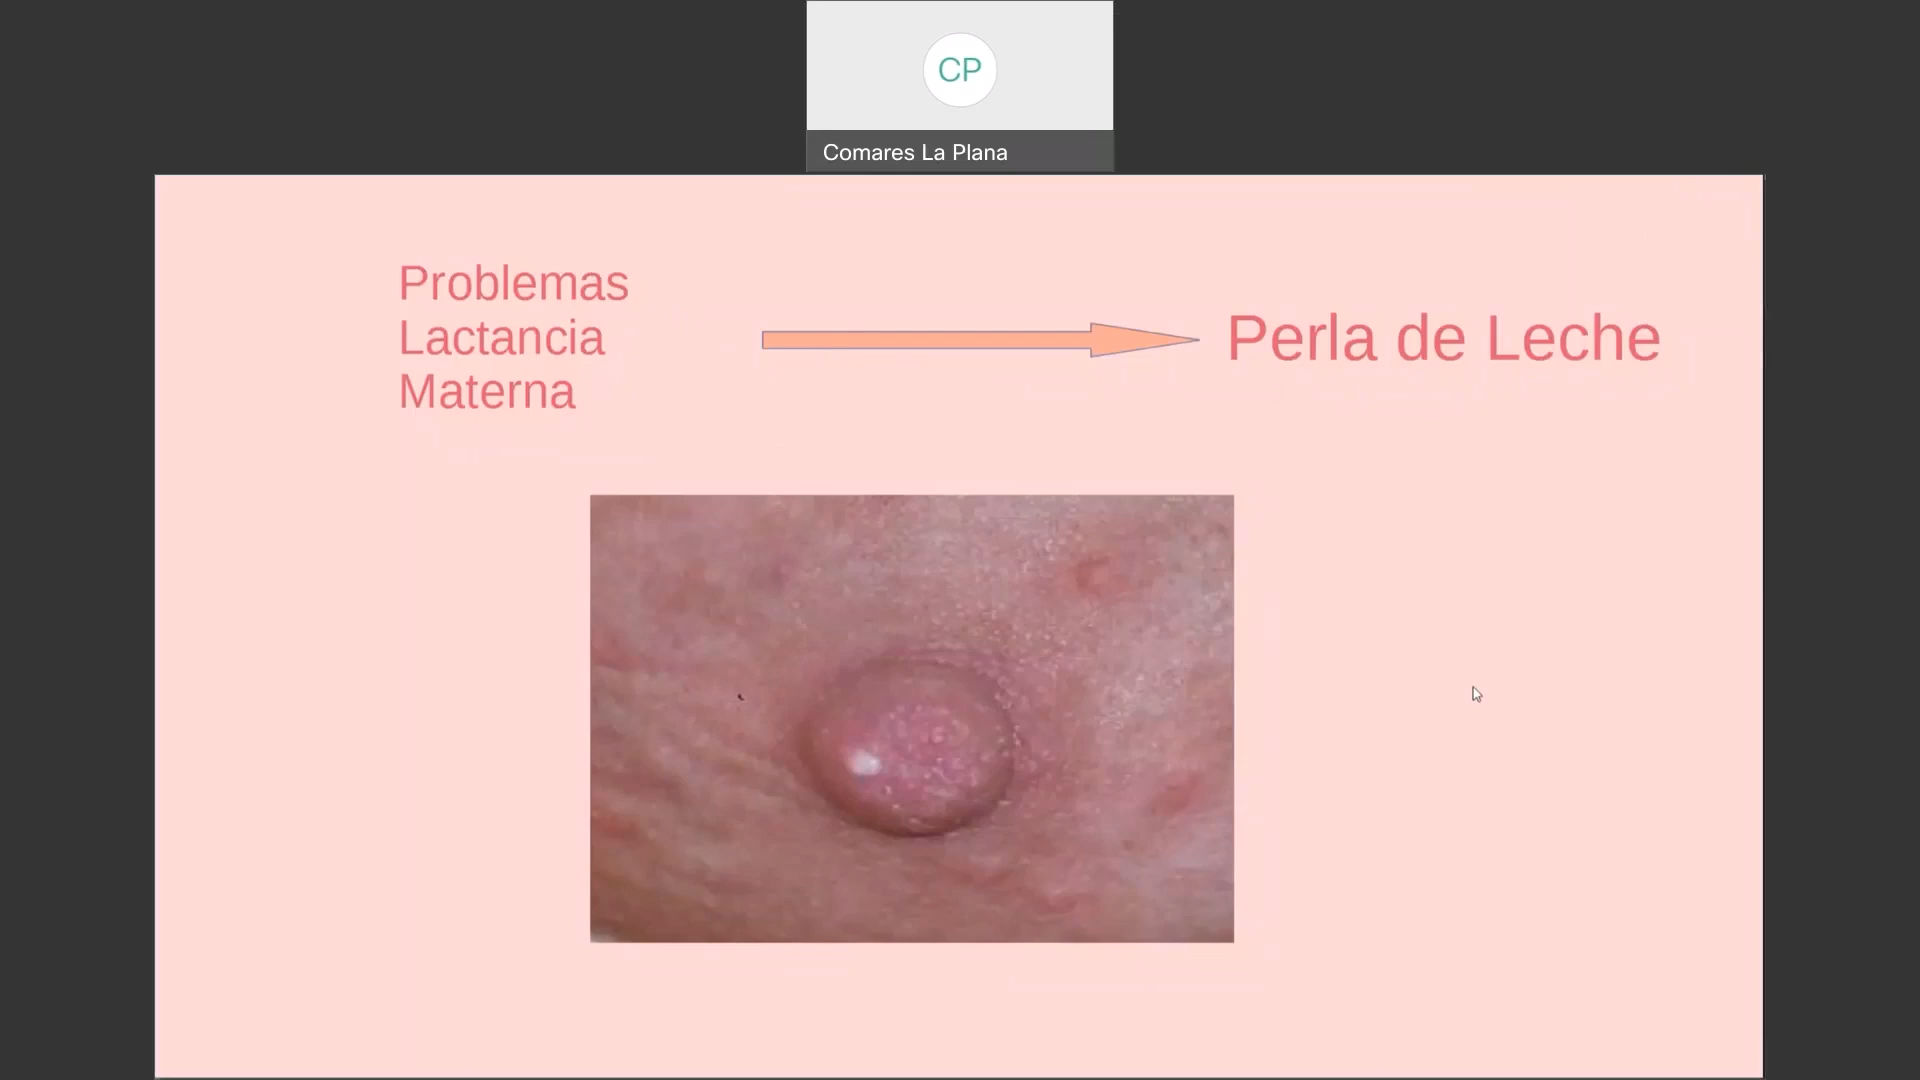 CP
Comares La Plana
Problemas
Lactancia
Materna
Perla de Leche